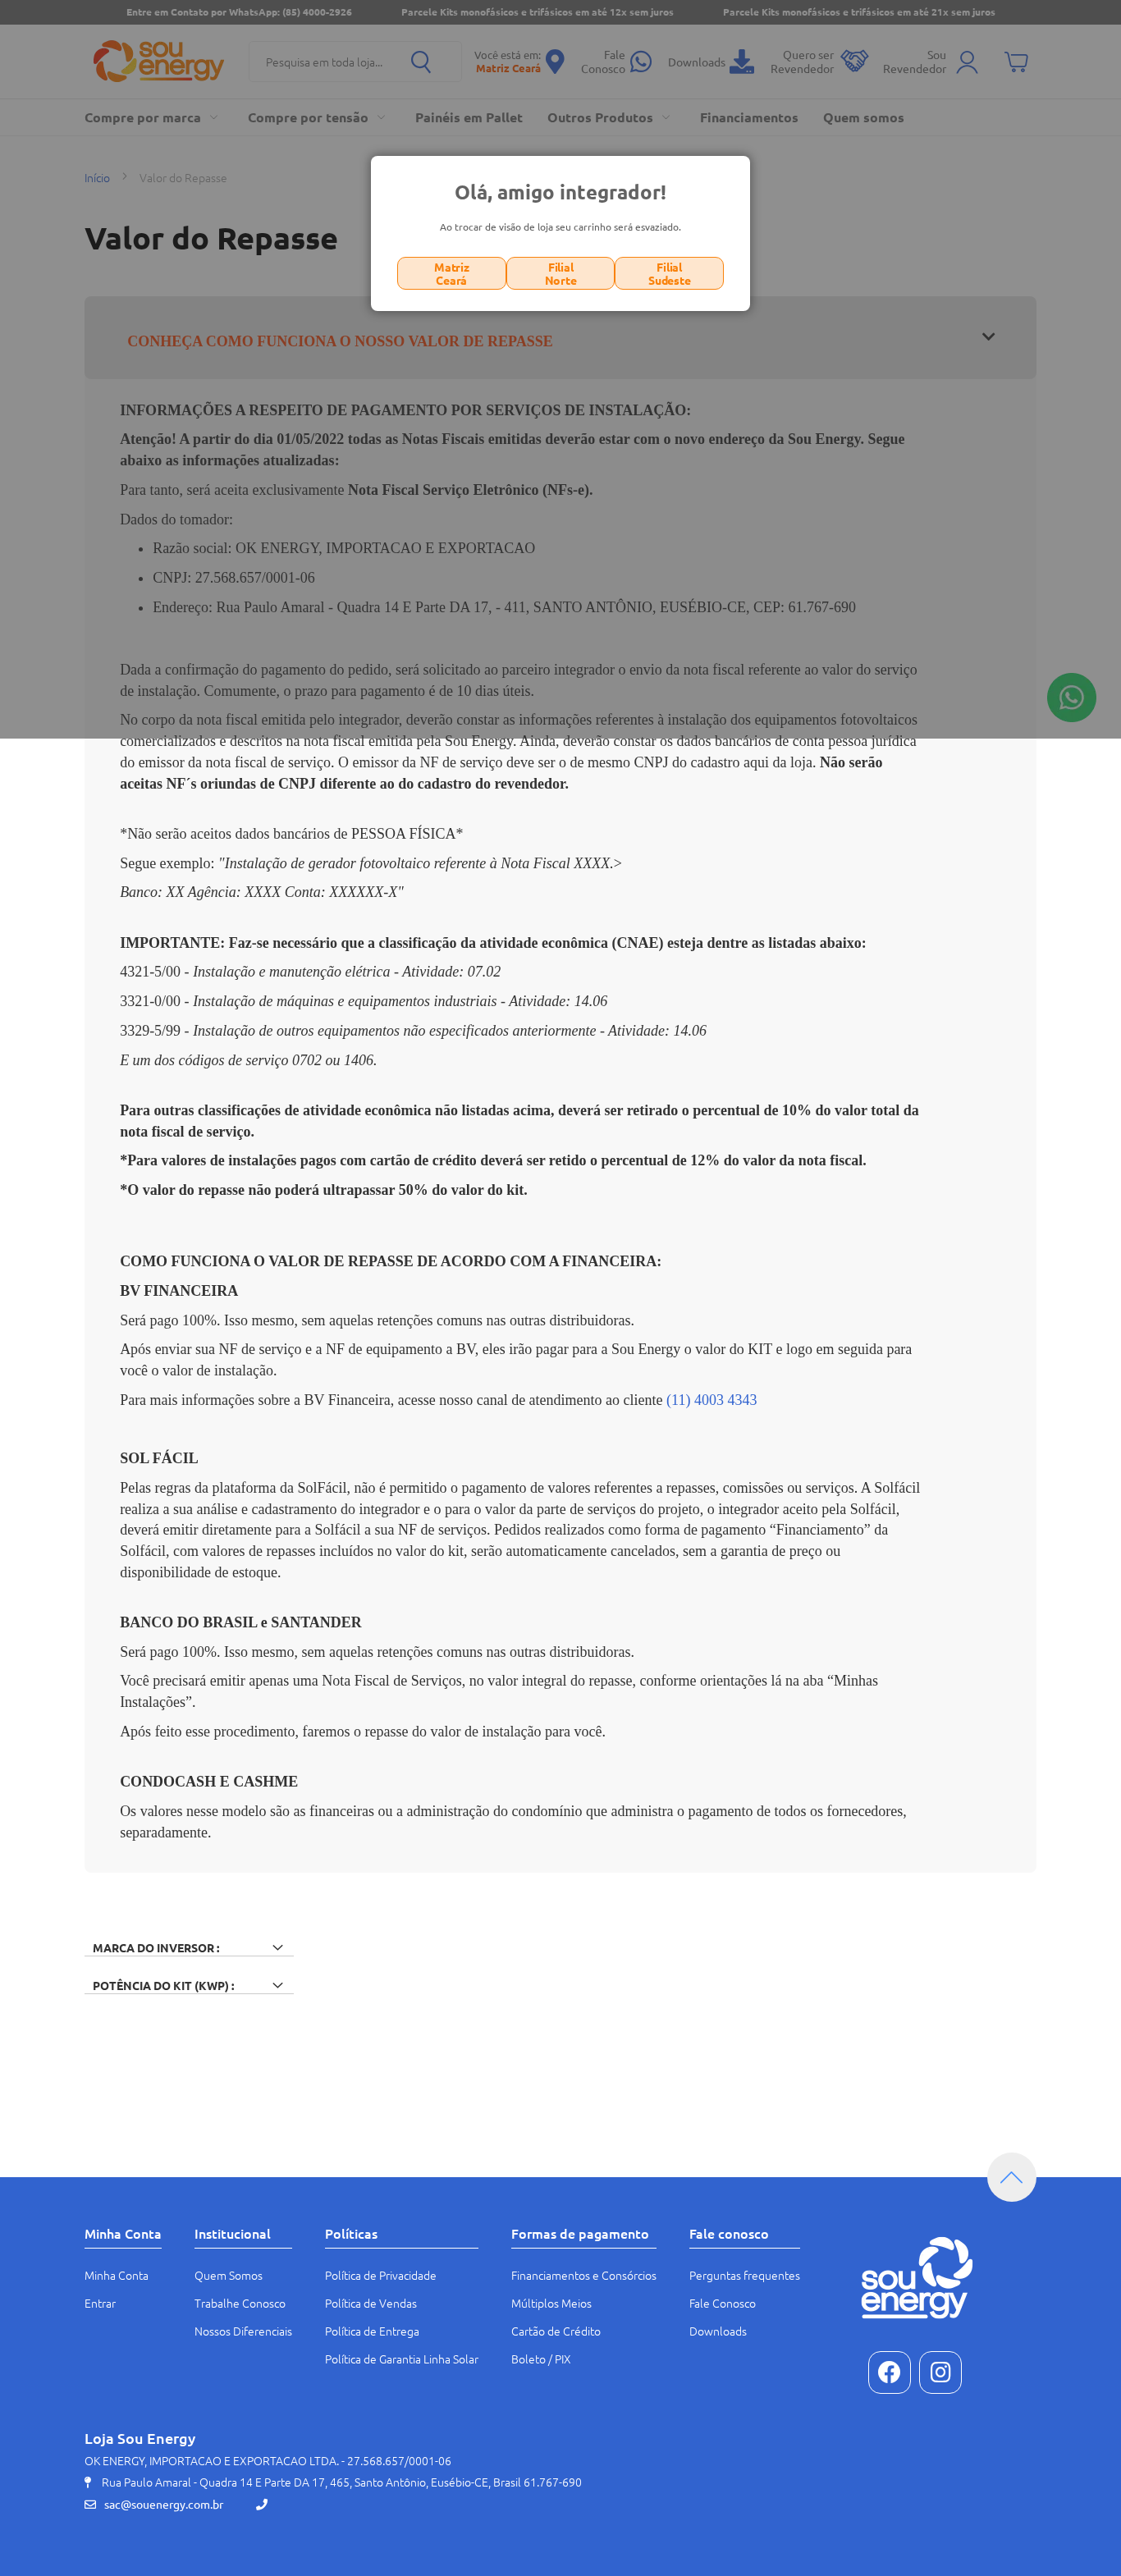 Entre em Contato por WhatsApp: (85) 4000-2926
Parcele Kits monofásicos e trifásicos em até 12x sem juros
Parcele Kits monofásicos e trifásicos em até 21x sem juros
sou energy
Pesquisa em toda loja...
Você está em:
Matriz Ceará
Fale
Conosco
Downloads
Quero ser
Revendedor
Sou
Revendedor
Compre por marca
Compre por tensão
Painéis em Pallet
Outros Produtos
Financiamentos
Quem somos
Início
Valor do Repasse
Olá, amigo integrador!
Ao trocar de visão de loja seu carrinho será esvaziado.
Matriz
Ceará
Filial
Norte
Filial
Sudeste
Valor do Repasse
CONHEÇA COMO FUNCIONA O NOSSO VALOR DE REPASSE
INFORMAÇÕES A RESPEITO DE PAGAMENTO POR SERVIÇOS DE INSTALAÇÃO:
Atenção! A partir do dia 01/05/2022 todas as Notas Fiscais emitidas deverão estar com o novo endereço da Sou Energy. Segue
abaixo as informações atualizadas:
Para tanto, será aceita exclusivamente Nota Fiscal Serviço Eletrônico (NFs-e).
Dados do tomador:
• Razão social: OK ENERGY, IMPORTACAO E EXPORTACAO
• CNPJ: 27.568.657/0001-06
• Endereço: Rua Paulo Amaral - Quadra 14 E Parte DA 17, - 411, SANTO ANTÔNIO, EUSÉBIO-CE, CEP: 61.767-690
Dada a confirmação do pagamento do pedido, será solicitado ao parceiro integrador o envio da nota fiscal referente ao valor do serviço
de instalação. Comumente, o prazo para pagamento é de 10 dias úteis.
No corpo da nota fiscal emitida pelo integrador, deverão constar as informações referentes à instalação dos equipamentos fotovoltaicos
comercializados e descritos na nota fiscal emitida pela Sou Energy. Ainda, deverão constar os dados bancários de conta pessoa jurídica
do emissor da nota fiscal de serviço. O emissor da NF de serviço deve ser o de mesmo CNPJ do cadastro aqui da loja. Não serão
aceitas NF´s oriundas de CNPJ diferente ao do cadastro do revendedor.
*Não serão aceitos dados bancários de PESSOA FÍSICA*
Segue exemplo: "Instalação de gerador fotovoltaico referente à Nota Fiscal XXXX.>
Banco: XX Agência: XXXX Conta: XXXXXX-X"
IMPORTANTE: Faz-se necessário que a classificação da atividade econômica (CNAE) esteja dentre as listadas abaixo:
4321-5/00 - Instalação e manutenção elétrica - Atividade: 07.02
3321-0/00 - Instalação de máquinas e equipamentos industriais - Atividade: 14.06
3329-5/99 - Instalação de outros equipamentos não especificados anteriormente - Atividade: 14.06
E um dos códigos de serviço 0702 ou 1406.
Para outras classificações de atividade econômica não listadas acima, deverá ser retirado o percentual de 10% do valor total da
nota fiscal de serviço.
*Para valores de instalações pagos com cartão de crédito deverá ser retido o percentual de 12% do valor da nota fiscal.
*O valor do repasse não poderá ultrapassar 50% do valor do kit.
COMO FUNCIONA O VALOR DE REPASSE DE ACORDO COM A FINANCEIRA:
BV FINANCEIRA
Será pago 100%. Isso mesmo, sem aquelas retenções comuns nas outras distribuidoras.
Após enviar sua NF de serviço e a NF de equipamento a BV, eles irão pagar para a Sou Energy o valor do KIT e logo em seguida para
você o valor de instalação.
Para mais informações sobre a BV Financeira, acesse nosso canal de atendimento ao cliente (11) 4003 4343
SOL FÁCIL
Pelas regras da plataforma da SolFácil, não é permitido o pagamento de valores referentes a repasses, comissões ou serviços. A Solfácil
realiza a sua análise e cadastramento do integrador e o para o valor da parte de serviços do projeto, o integrador aceito pela Solfácil,
deverá emitir diretamente para a Solfácil a sua NF de serviços. Pedidos realizados como forma de pagamento “Financiamento” da
Solfácil, com valores de repasses incluídos no valor do kit, serão automaticamente cancelados, sem a garantia de preço ou
disponibilidade de estoque.
BANCO DO BRASIL e SANTANDER
Será pago 100%. Isso mesmo, sem aquelas retenções comuns nas outras distribuidoras.
Você precisará emitir apenas uma Nota Fiscal de Serviços, no valor integral do repasse, conforme orientações lá na aba “Minhas
Instalações”.
Após feito esse procedimento, faremos o repasse do valor de instalação para você.
CONDOCASH E CASHME
Os valores nesse modelo são as financeiras ou a administração do condomínio que administra o pagamento de todos os fornecedores,
separadamente.
MARCA DO INVERSOR :
POTÊNCIA DO KIT (KWP) :
Minha Conta
Minha Conta
Entrar
Institucional
Quem Somos
Trabalhe Conosco
Nossos Diferenciais
Políticas
Política de Privacidade
Política de Vendas
Política de Entrega
Política de Garantia Linha Solar
Formas de pagamento
Financiamentos e Consórcios
Múltiplos Meios
Cartão de Crédito
Boleto / PIX
Fale conosco
Perguntas frequentes
Fale Conosco
Downloads
sou energy
Loja Sou Energy
OK ENERGY, IMPORTACAO E EXPORTACAO LTDA. - 27.568.657/0001-06
Rua Paulo Amaral - Quadra 14 E Parte DA 17, 465, Santo Antônio, Eusébio-CE, Brasil 61.767-690
sac@souenergy.com.br